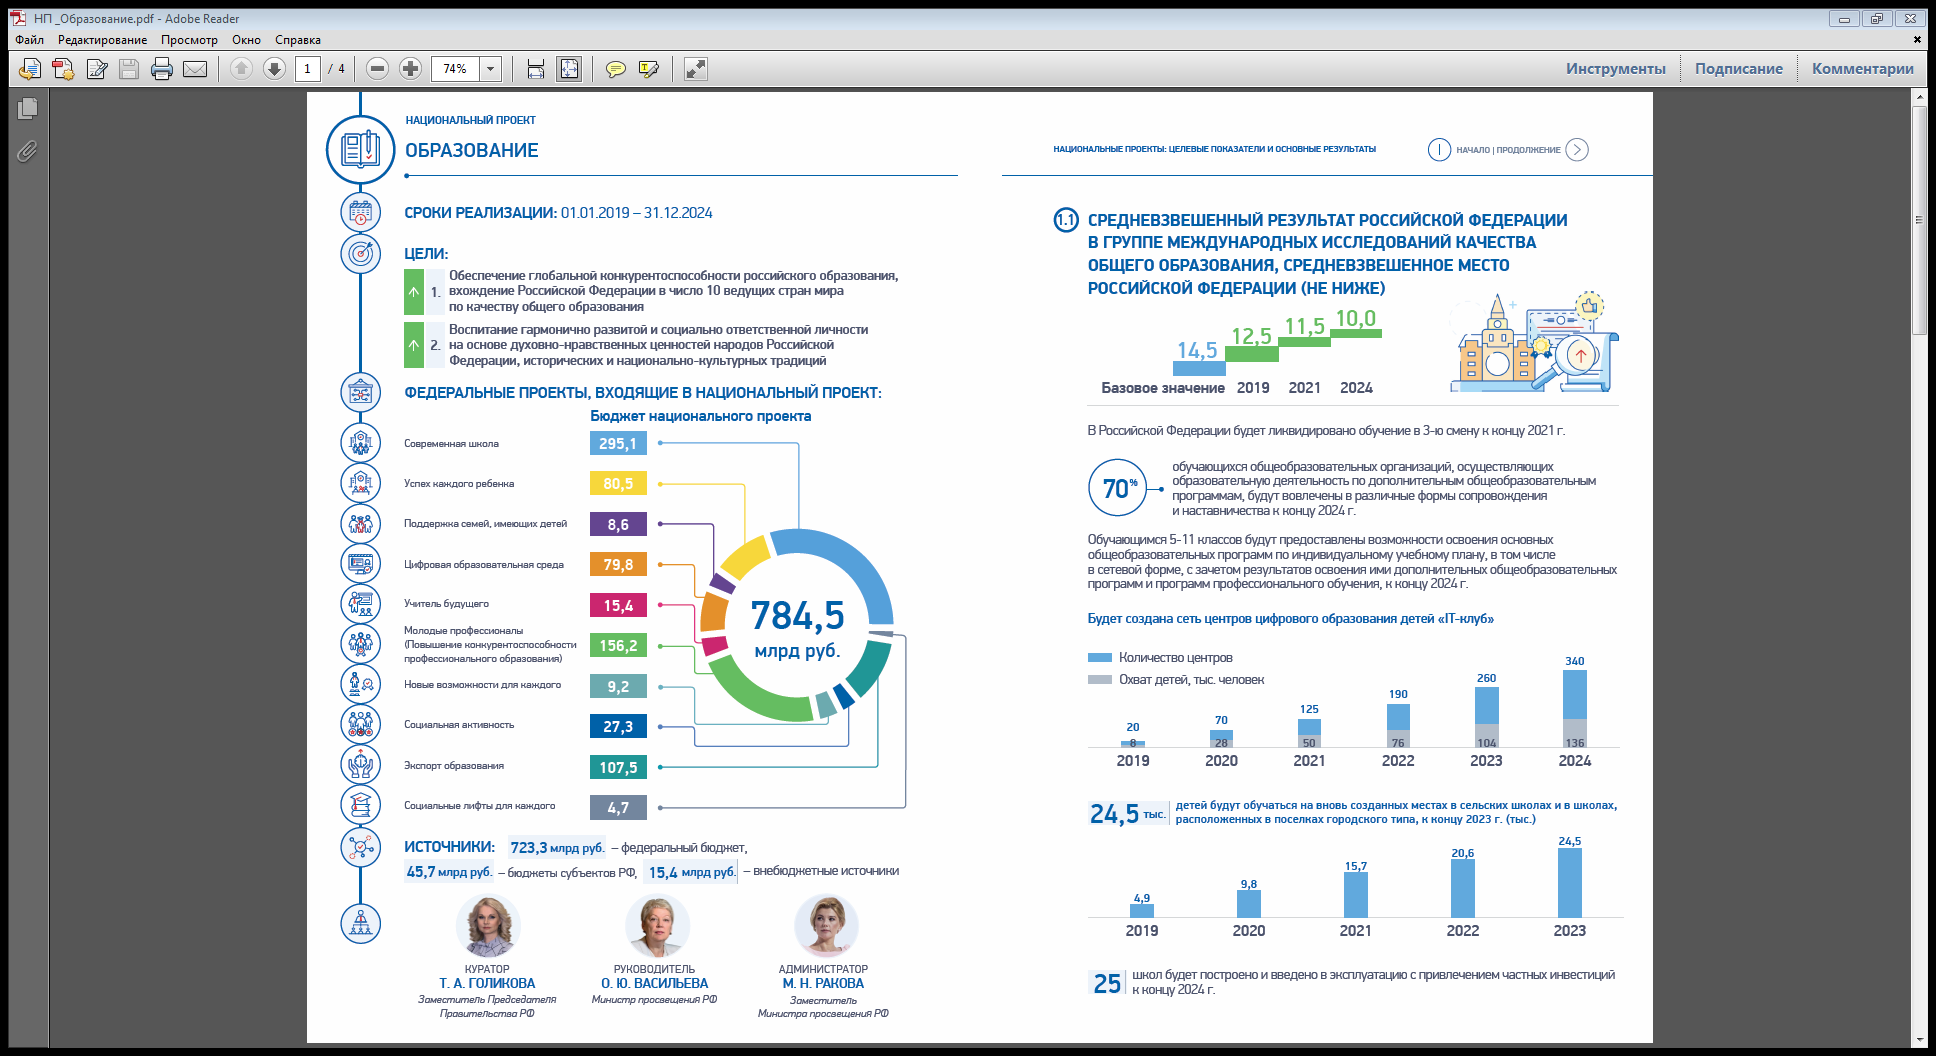 НП _Образование.pdf - Adobe Reader
Файл Редактирование Просмотр Окно Справка
1 / 4 74% Инструменты Подписание Комментарии
НАЦИОНАЛЬНЫЙ ПРОЕКТ
ОБРАЗОВАНИЕ
СРОКИ РЕАЛИЗАЦИИ: 01.01.2019 – 31.12.2024
ЦЕЛИ:
1. Обеспечение глобальной конкурентоспособности российского образования,
вхождение Российской Федерации в число 10 ведущих стран мира
по качеству общего образования
2. Воспитание гармонично развитой и социально ответственной личности
на основе духовно-нравственных ценностей народов Российской
Федерации, исторических и национально-культурных традиций
ФЕДЕРАЛЬНЫЕ ПРОЕКТЫ, ВХОДЯЩИЕ В НАЦИОНАЛЬНЫЙ ПРОЕКТ:
Бюджет национального проекта
Современная школа 295,1
Успех каждого ребенка 80,5
Поддержка семей, имеющих детей 8,6
Цифровая образовательная среда 79,8
Учитель будущего 15,4
Молодые профессионалы
(Повышение конкурентоспособности
профессионального образования) 156,2
Новые возможности для каждого 9,2
Социальная активность 27,3
Экспорт образования 107,5
Социальные лифты для каждого 4,7
784,5
млрд руб.
ИСТОЧНИКИ: 723,3 млрд руб. – федеральный бюджет,
45,7 млрд руб. – бюджеты субъектов РФ, 15,4 млрд руб. – внебюджетные источники
КУРАТОР
Т. А. ГОЛИКОВА
Заместитель Председателя
Правительства РФ
РУКОВОДИТЕЛЬ
О. Ю. ВАСИЛЬЕВА
Министр просвещения РФ
АДМИНИСТРАТОР
М. Н. РАКОВА
Заместитель
Министра просвещения РФ
НАЦИОНАЛЬНЫЕ ПРОЕКТЫ: ЦЕЛЕВЫЕ ПОКАЗАТЕЛИ И ОСНОВНЫЕ РЕЗУЛЬТАТЫ
НАЧАЛО | ПРОДОЛЖЕНИЕ
1.1 СРЕДНЕВЗВЕШЕННЫЙ РЕЗУЛЬТАТ РОССИЙСКОЙ ФЕДЕРАЦИИ
В ГРУППЕ МЕЖДУНАРОДНЫХ ИССЛЕДОВАНИЙ КАЧЕСТВА
ОБЩЕГО ОБРАЗОВАНИЯ, СРЕДНЕВЗВЕШЕННОЕ МЕСТО
РОССИЙСКОЙ ФЕДЕРАЦИИ (НЕ НИЖЕ)
14,5 12,5 11,5 10,0
Базовое значение 2019 2021 2024
В Российской Федерации будет ликвидировано обучение в 3-ю смену к концу 2021 г.
70%
обучающихся общеобразовательных организаций, осуществляющих
образовательную деятельность по дополнительным общеобразовательным
программам, будут вовлечены в различные формы сопровождения
и наставничества к концу 2024 г.
Обучающимся 5-11 классов будут предоставлены возможности освоения основных
общеобразовательных программ по индивидуальному учебному плану, в том числе
в сетевой форме, с зачетом результатов освоения ими дополнительных общеобразовательных
программ и программ профессионального обучения, к концу 2024 г.
Будет создана сеть центров цифрового образования детей «IT-клуб»
Количество центров
Охват детей, тыс. человек
20 70 125 190 260 340
8 28 50 76 104 136
2019 2020 2021 2022 2023 2024
24,5 тыс.
детей будут обучаться на вновь созданных местах в сельских школах и в школах,
расположенных в поселках городского типа, к концу 2023 г. (тыс.)
4,9 9,8 15,7 20,6 24,5
2019 2020 2021 2022 2023
25
школ будет построено и введено в эксплуатацию с привлечением частных инвестиций
к концу 2024 г.